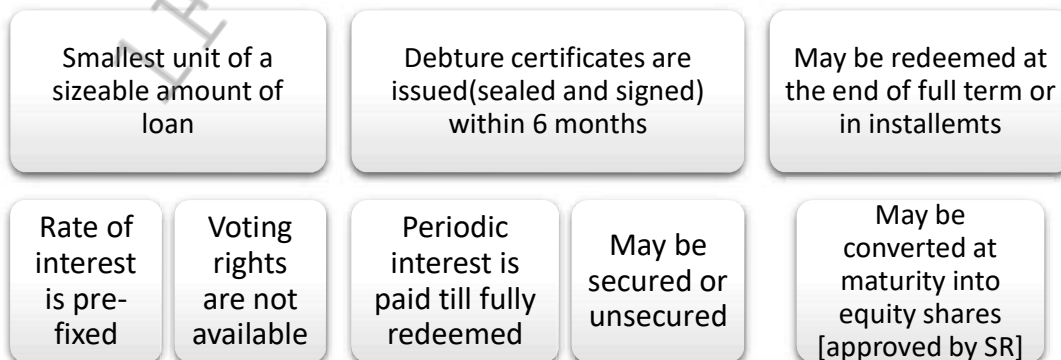 Smallest unit of a
sizeable amount of
loan
Debture certificates are
issued(sealed and signed)
within 6 months
May be redeemed at
the end of full term or
in installemts
Rate of
interest
is pre-
fixed
Voting
rights
are not
available
Periodic
interest is
paid till fully
redeemed
May be
secured or
unsecured
May be
converted at
maturity into
equity shares
[approved by SR]